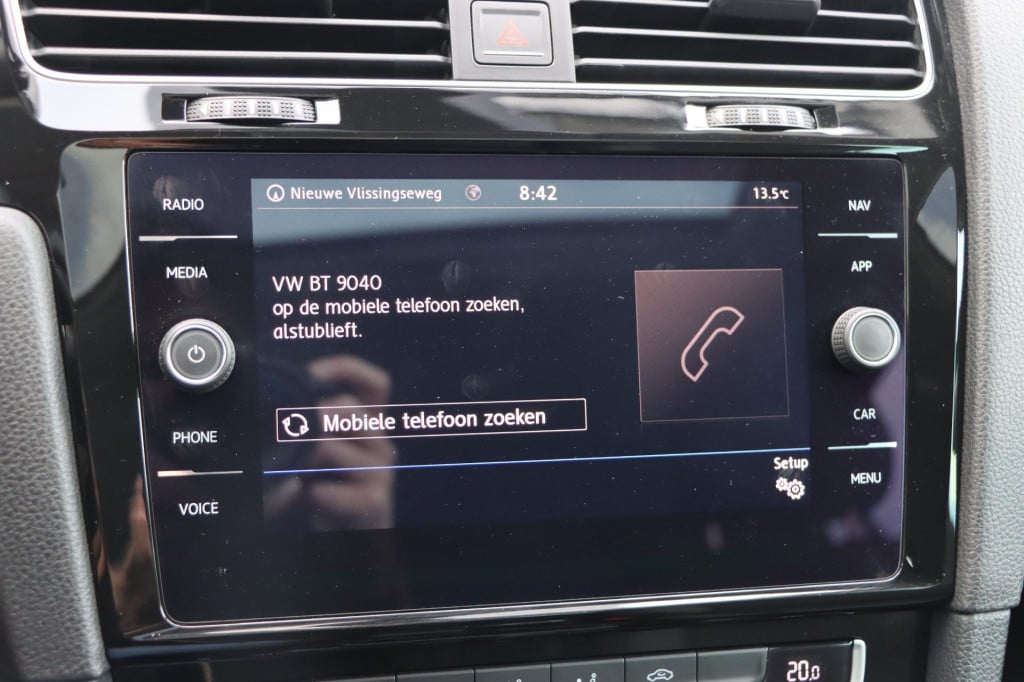 Nieuwe Vlissingseweg 8:42 13.5°C
RADIO
MEDIA
PHONE
VOICE
VW BT 9040
op de mobiele telefoon zoeken,
alstublieft.
Mobiele telefoon zoeken
Setup
NAV
APP
CAR
MENU
20.0